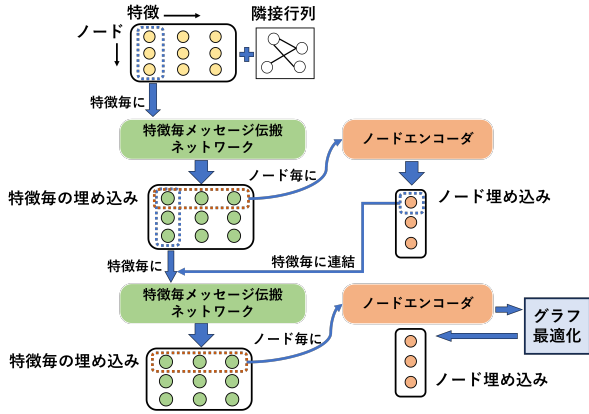 特徴
ノード
隣接行列
特徴毎に
特徴毎メッセージ伝搬
ネットワーク
ノードエンコーダ
ノード毎に
特徴毎の埋め込み
ノード埋め込み
特徴毎に連結
特徴毎に
特徴毎メッセージ伝搬
ネットワーク
ノードエンコーダ
グラフ
最適化
ノード毎に
特徴毎の埋め込み
ノード埋め込み